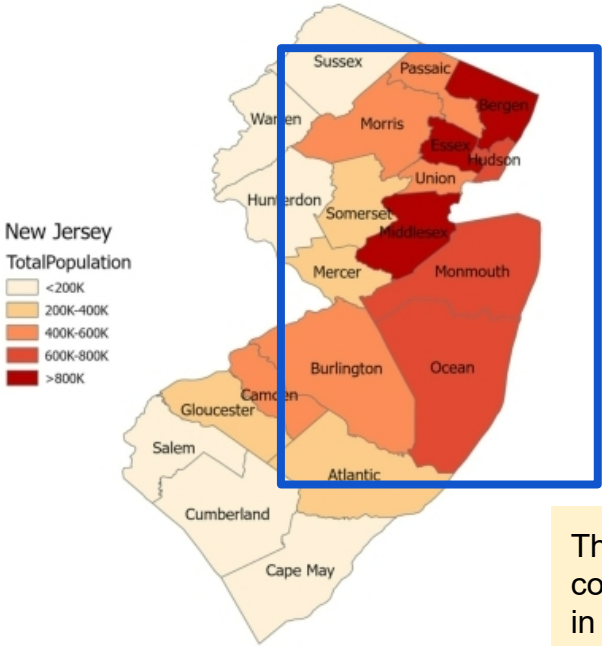 Sussex
Passaic
Bergen
Warren
Morris
Essex
Hudson
Union
Hunterdon
Somerset
Middlesex
New Jersey
TotalPopulation
<200K
200K-400K
400K-600K
600K-800K
>800K
Mercer
Monmouth
Burlington
Ocean
Camden
Gloucester
Salem
Atlantic
Cumberland
Cape May
Th
co
in